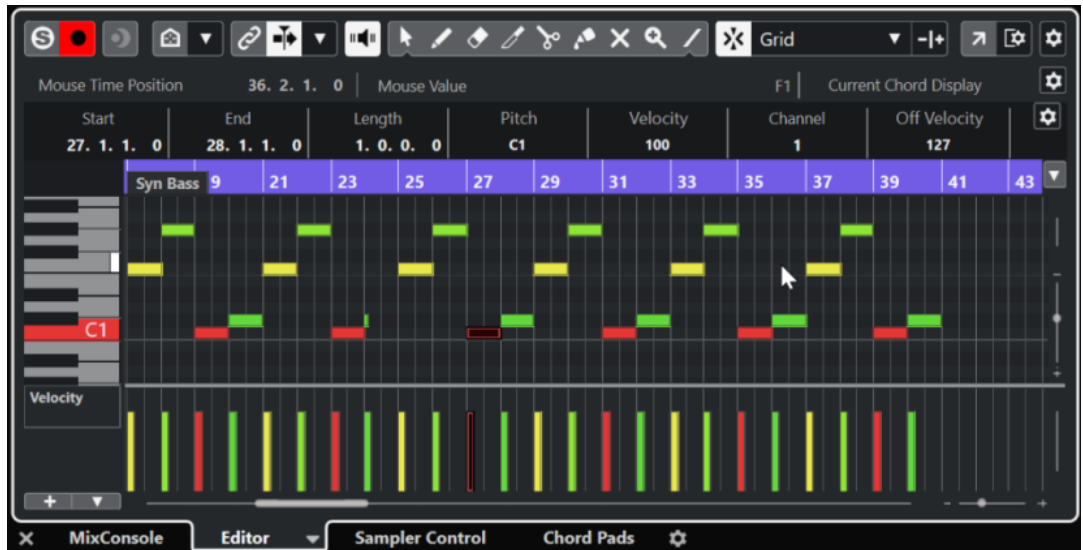 S Grid
Mouse Time Position 36. 2. 1. 0 Mouse Value F1 Current Chord Display
Start End Length Pitch Velocity Channel Off Velocity
27. 1. 1. 0 28. 1. 1. 0 1. 0. 0. 0 C1 100 1 127
Syn Bass 9 21 23 25 27 29 31 33 35 37 39 41 43
C1
Velocity
MixConsole Editor Sampler Control Chord Pads